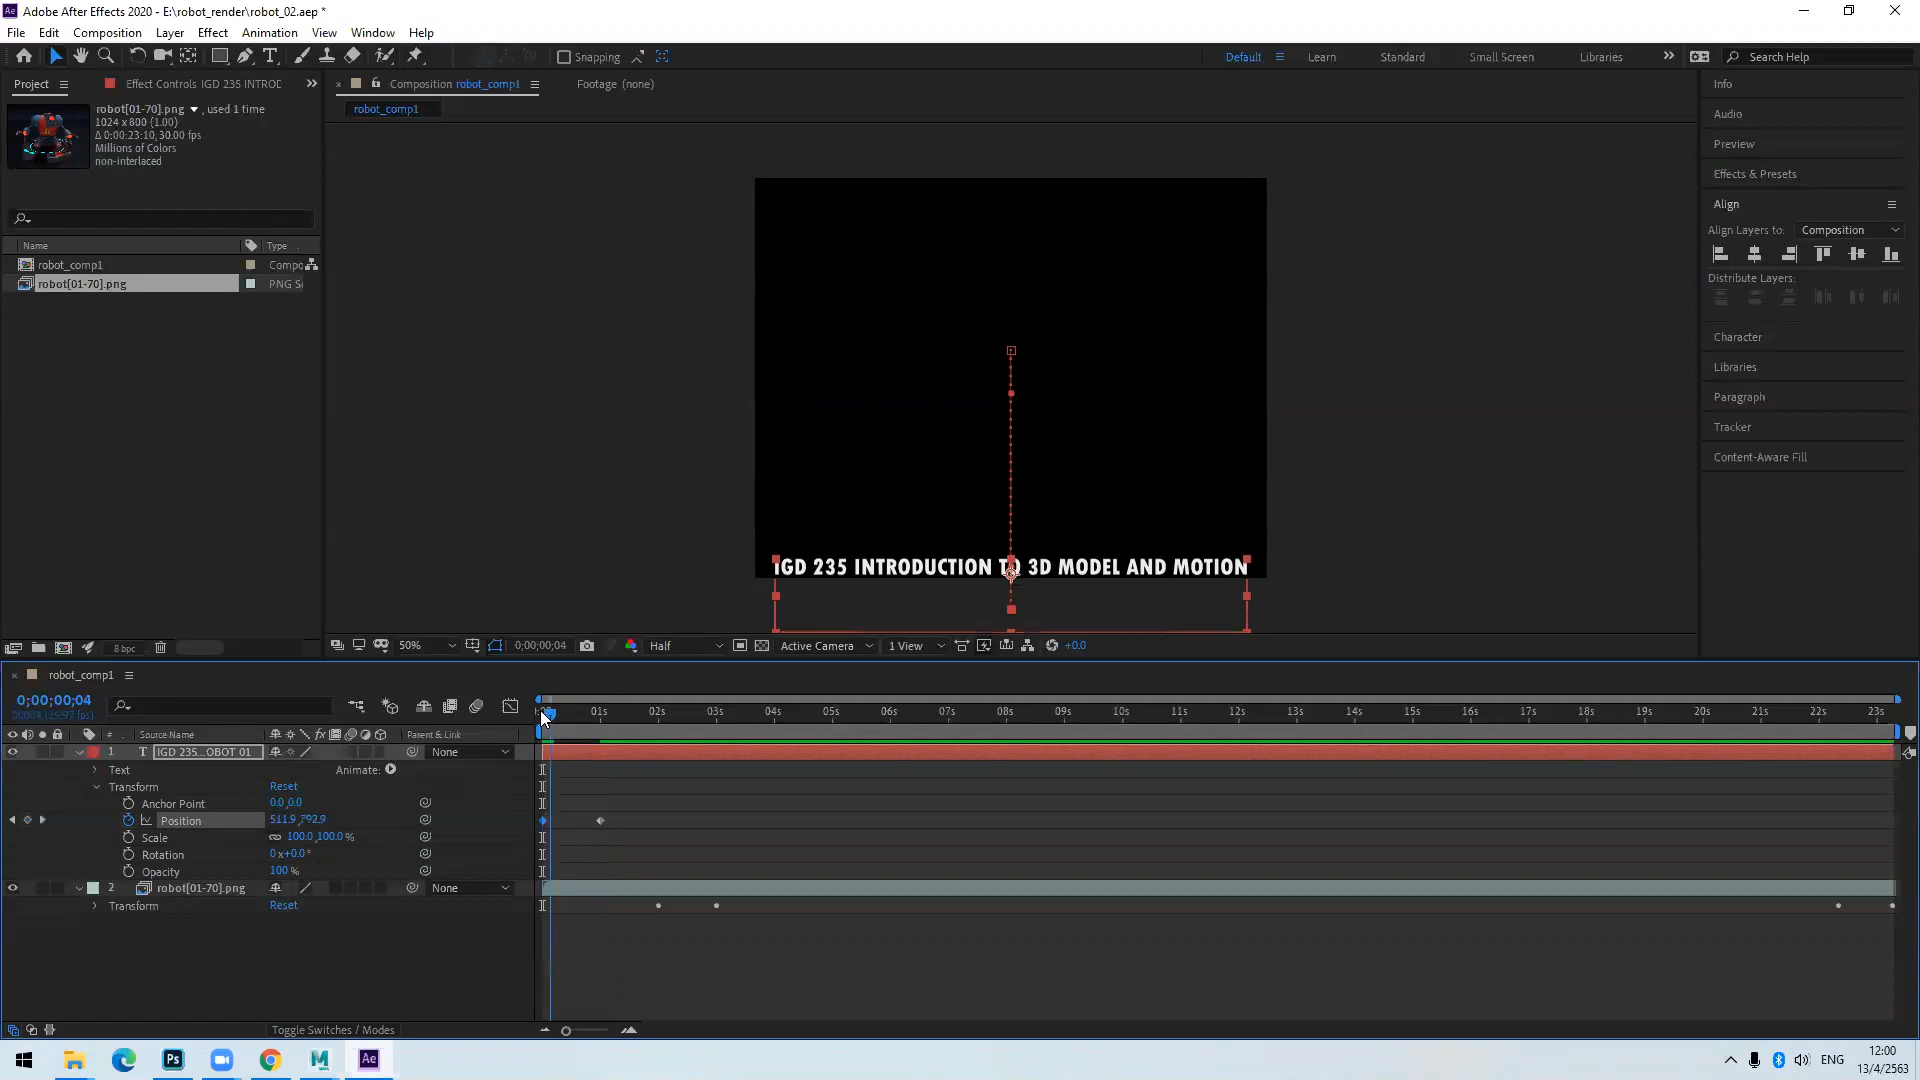 Adobe After Effects 2020 - E:\robot_render\robot_02.aep *
File Edit Composition Layer Effect Animation View Window Help
Snapping
Default Learn Standard Small Screen Libraries Search Help
Project Effect Controls IGD 235 INTROD
Composition robot_comp1 Footage (none)
robot_comp1
robot[01-70].png , used 1 time
1024 x 800 (1.00)
Δ 0:00:23:10, 30.00 fps
Millions of Colors
non-interlaced
Name Type
robot_comp1 Compo
robot[01-70].png PNG S
8 bpc
IGD 235 INTRODUCTION TO 3D MODEL AND MOTION
50% 0;00;00;04 Half Active Camera 1 View +0.0
Info
Audio
Preview
Effects & Presets
Align
Align Layers to: Composition
Distribute Layers:
Character
Libraries
Paragraph
Tracker
Content-Aware Fill
robot_comp1
0;00;00;04
00004 (29.97 fps)
01s 02s 03s 04s 05s 06s 07s 08s 09s 10s 11s 12s 13s 14s 15s 16s 17s 18s 19s 20s 21s 22s 23s
# Source Name Parent & Link
1 T IGD 235...OBOT 01 None
Text Animate:
Transform Reset
Anchor Point 0.0,0.0
Position 511.9,792.9
Scale 100.0,100.0%
Rotation 0x+0.0°
Opacity 100%
2 robot[01-70].png None
Transform Reset
Toggle Switches / Modes
Ps M Ae
ENG
12:00
13/4/2563